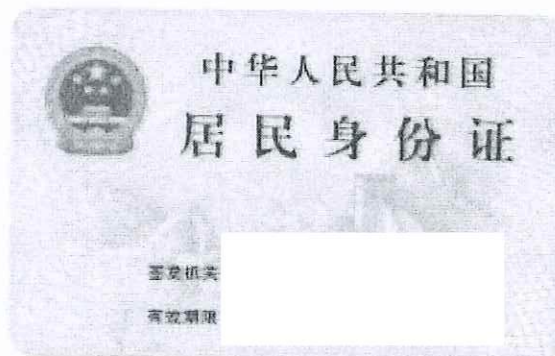 中华人民共和国
居民身份证
签发机关
有效期限